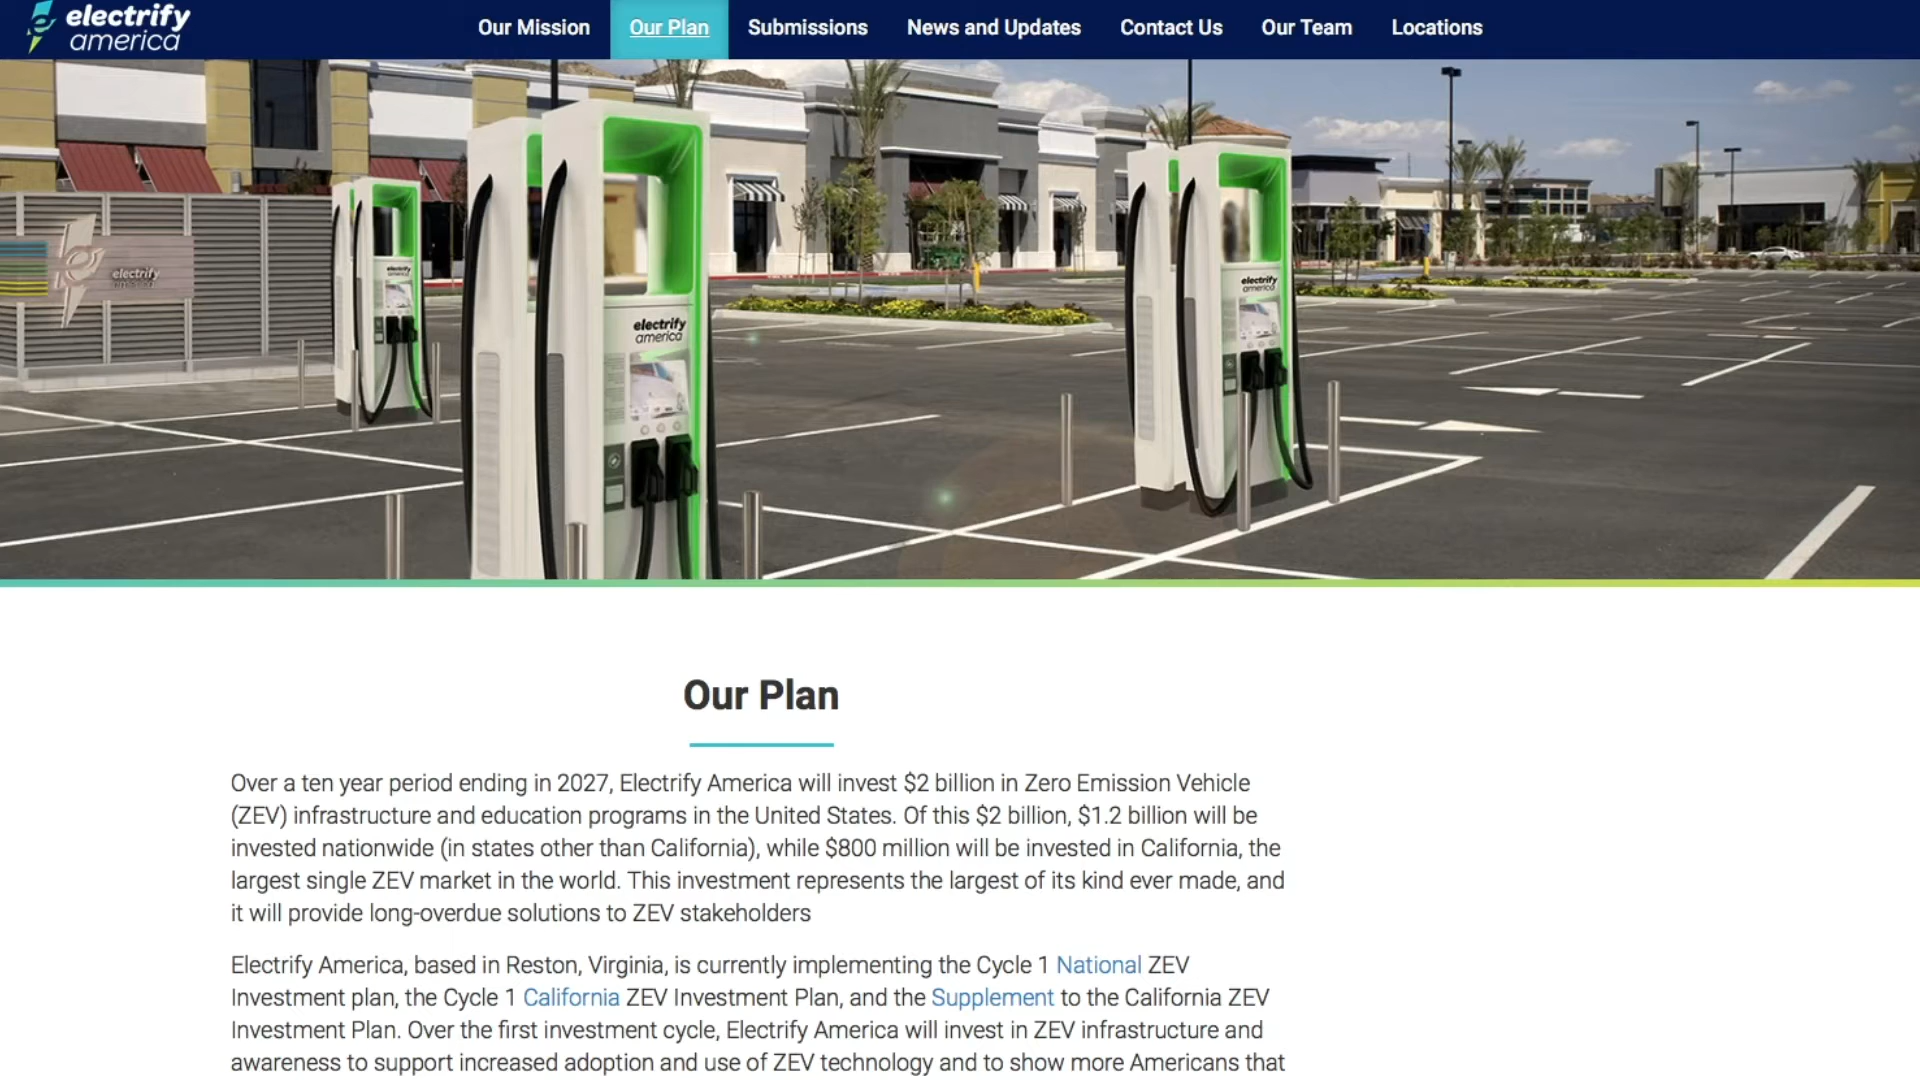 electrify
america
Our Mission
Our Plan
Submissions
News and Updates
Contact Us
Our Team
Locations
electrify
america
electrify
america
electrify
america
electrify
america
Our Plan
Over a ten year period ending in 2027, Electrify America will invest $2 billion in Zero Emission Vehicle
(ZEV) infrastructure and education programs in the United States. Of this $2 billion, $1.2 billion will be
invested nationwide (in states other than California), while $800 million will be invested in California, the
largest single ZEV market in the world. This investment represents the largest of its kind ever made, and
it will provide long-overdue solutions to ZEV stakeholders
Electrify America, based in Reston, Virginia, is currently implementing the Cycle 1 National ZEV
Investment plan, the Cycle 1 California ZEV Investment Plan, and the Supplement to the California ZEV
Investment Plan. Over the first investment cycle, Electrify America will invest in ZEV infrastructure and
awareness to support increased adoption and use of ZEV technology and to show more Americans that